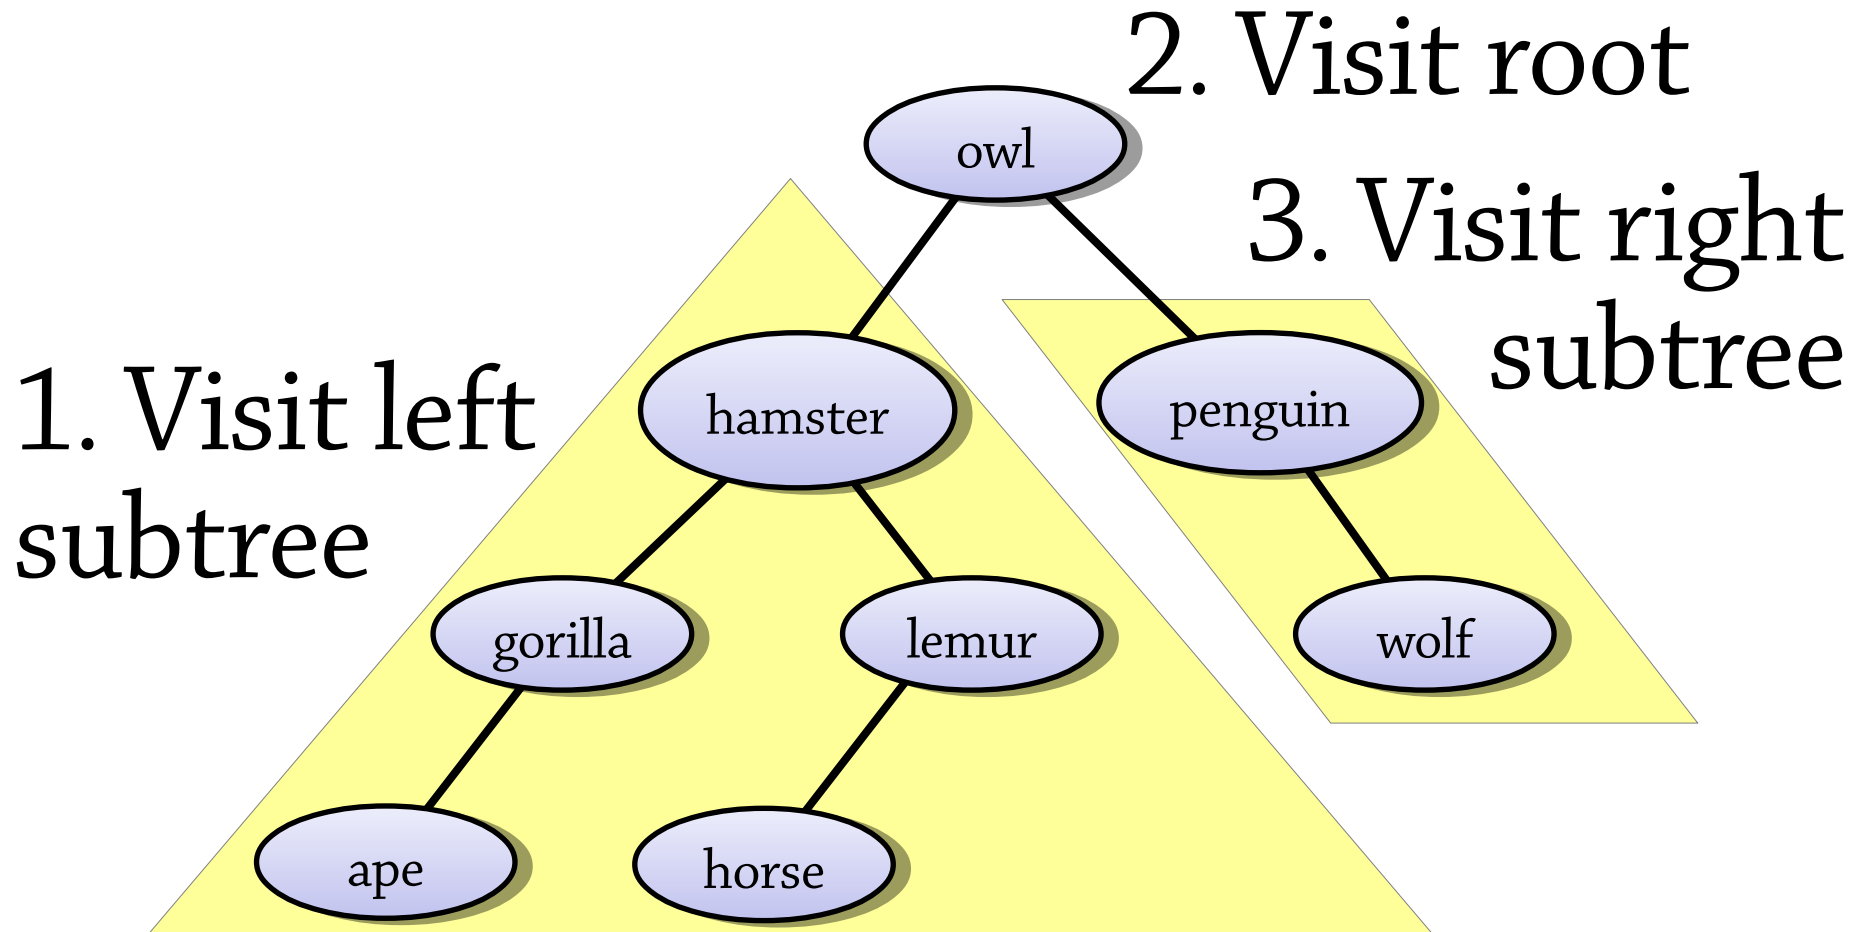 2. Visit root
owl
3. Visit right
subtree
1. Visit left
subtree
hamster
penguin
gorilla
lemur
wolf
ape
horse